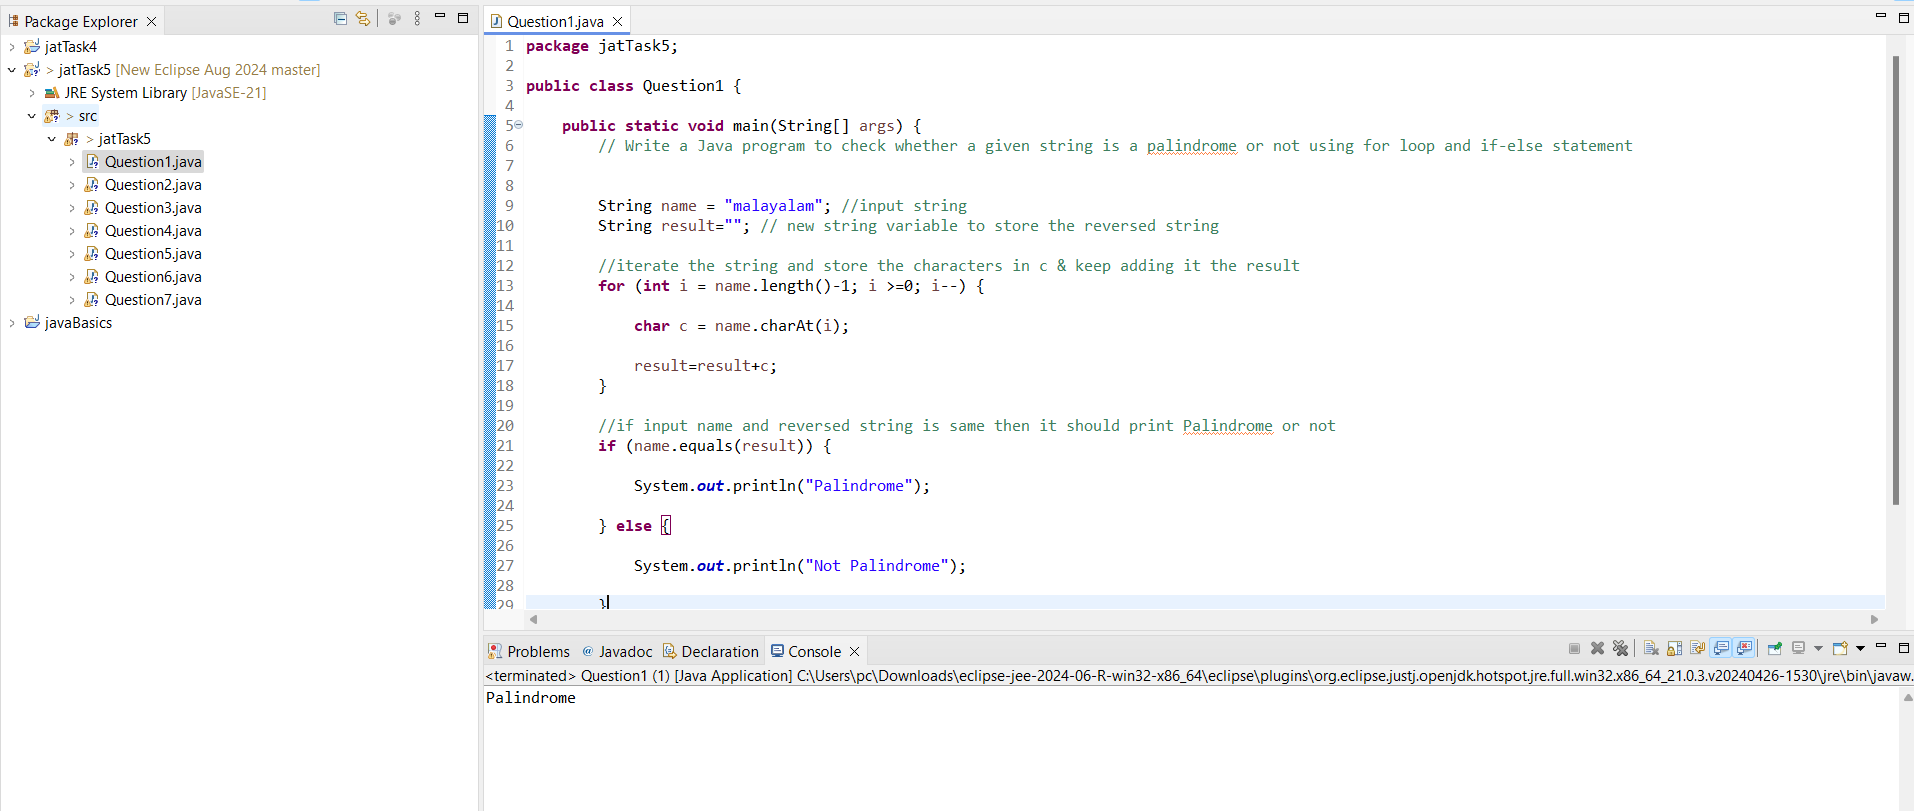 Package Explorer
jatTask4
> jatTask5 [New Eclipse Aug 2024 master]
JRE System Library [JavaSE-21]
> src
> jatTask5
Question1.java
Question2.java
Question3.java
Question4.java
Question5.java
Question6.java
Question7.java
javaBasics
Question1.java
1 package jatTask5;
2
3 public class Question1 {
4
5     public static void main(String[] args) {
6         // Write a Java program to check whether a given string is a palindrome or not using for loop and if-else statement
7
8
9         String name = "malayalam"; //input string
10         String result=""; // new string variable to store the reversed string
11
12         //iterate the string and store the characters in c & keep adding it the result
13         for (int i = name.length()-1; i >=0; i--) {
14
15             char c = name.charAt(i);
16
17             result=result+c;
18         }
19
20         //if input name and reversed string is same then it should print Palindrome or not
21         if (name.equals(result)) {
22
23             System.out.println("Palindrome");
24
25         } else {
26
27             System.out.println("Not Palindrome");
28
29         }
Problems @ Javadoc Declaration Console
<terminated> Question1 (1) [Java Application] C:\Users\pc\Downloads\eclipse-jee-2024-06-R-win32-x86_64\eclipse\plugins\org.eclipse.justj.openjdk.hotspot.jre.full.win32.x86_64_21.0.3.v20240426-1530\jre\bin\javaw.
Palindrome